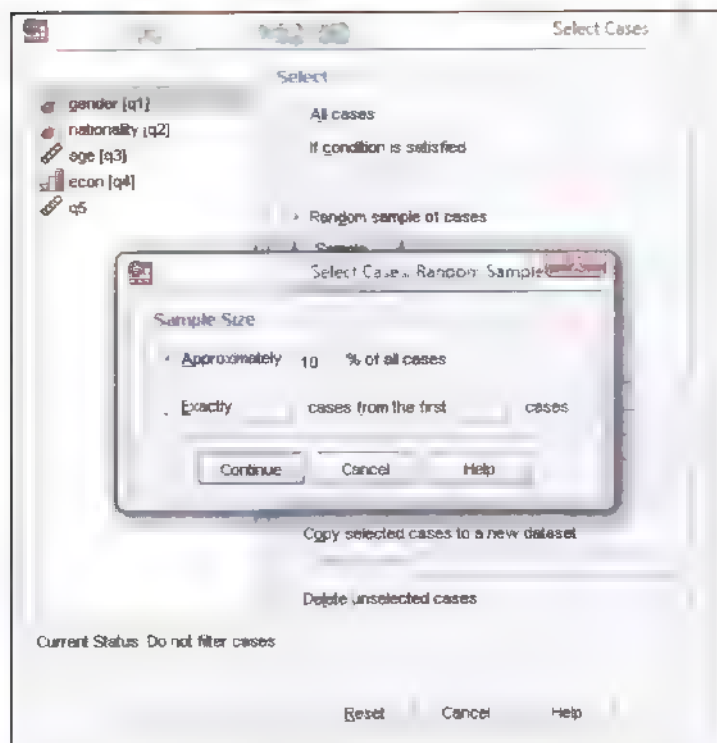 Select Cases
Select
gender [q1]
nationality [q2]
age [q3]
econ [q4]
q5
All cases
If condition is satisfied
Random sample of cases
Sample
Select Cases: Random Sample
Sample Size
Approximately 10 % of all cases
Exactly cases from the first cases
Continue Cancel Help
Copy selected cases to a new dataset
Delete unselected cases
Current Status: Do not filter cases
Reset Cancel Help